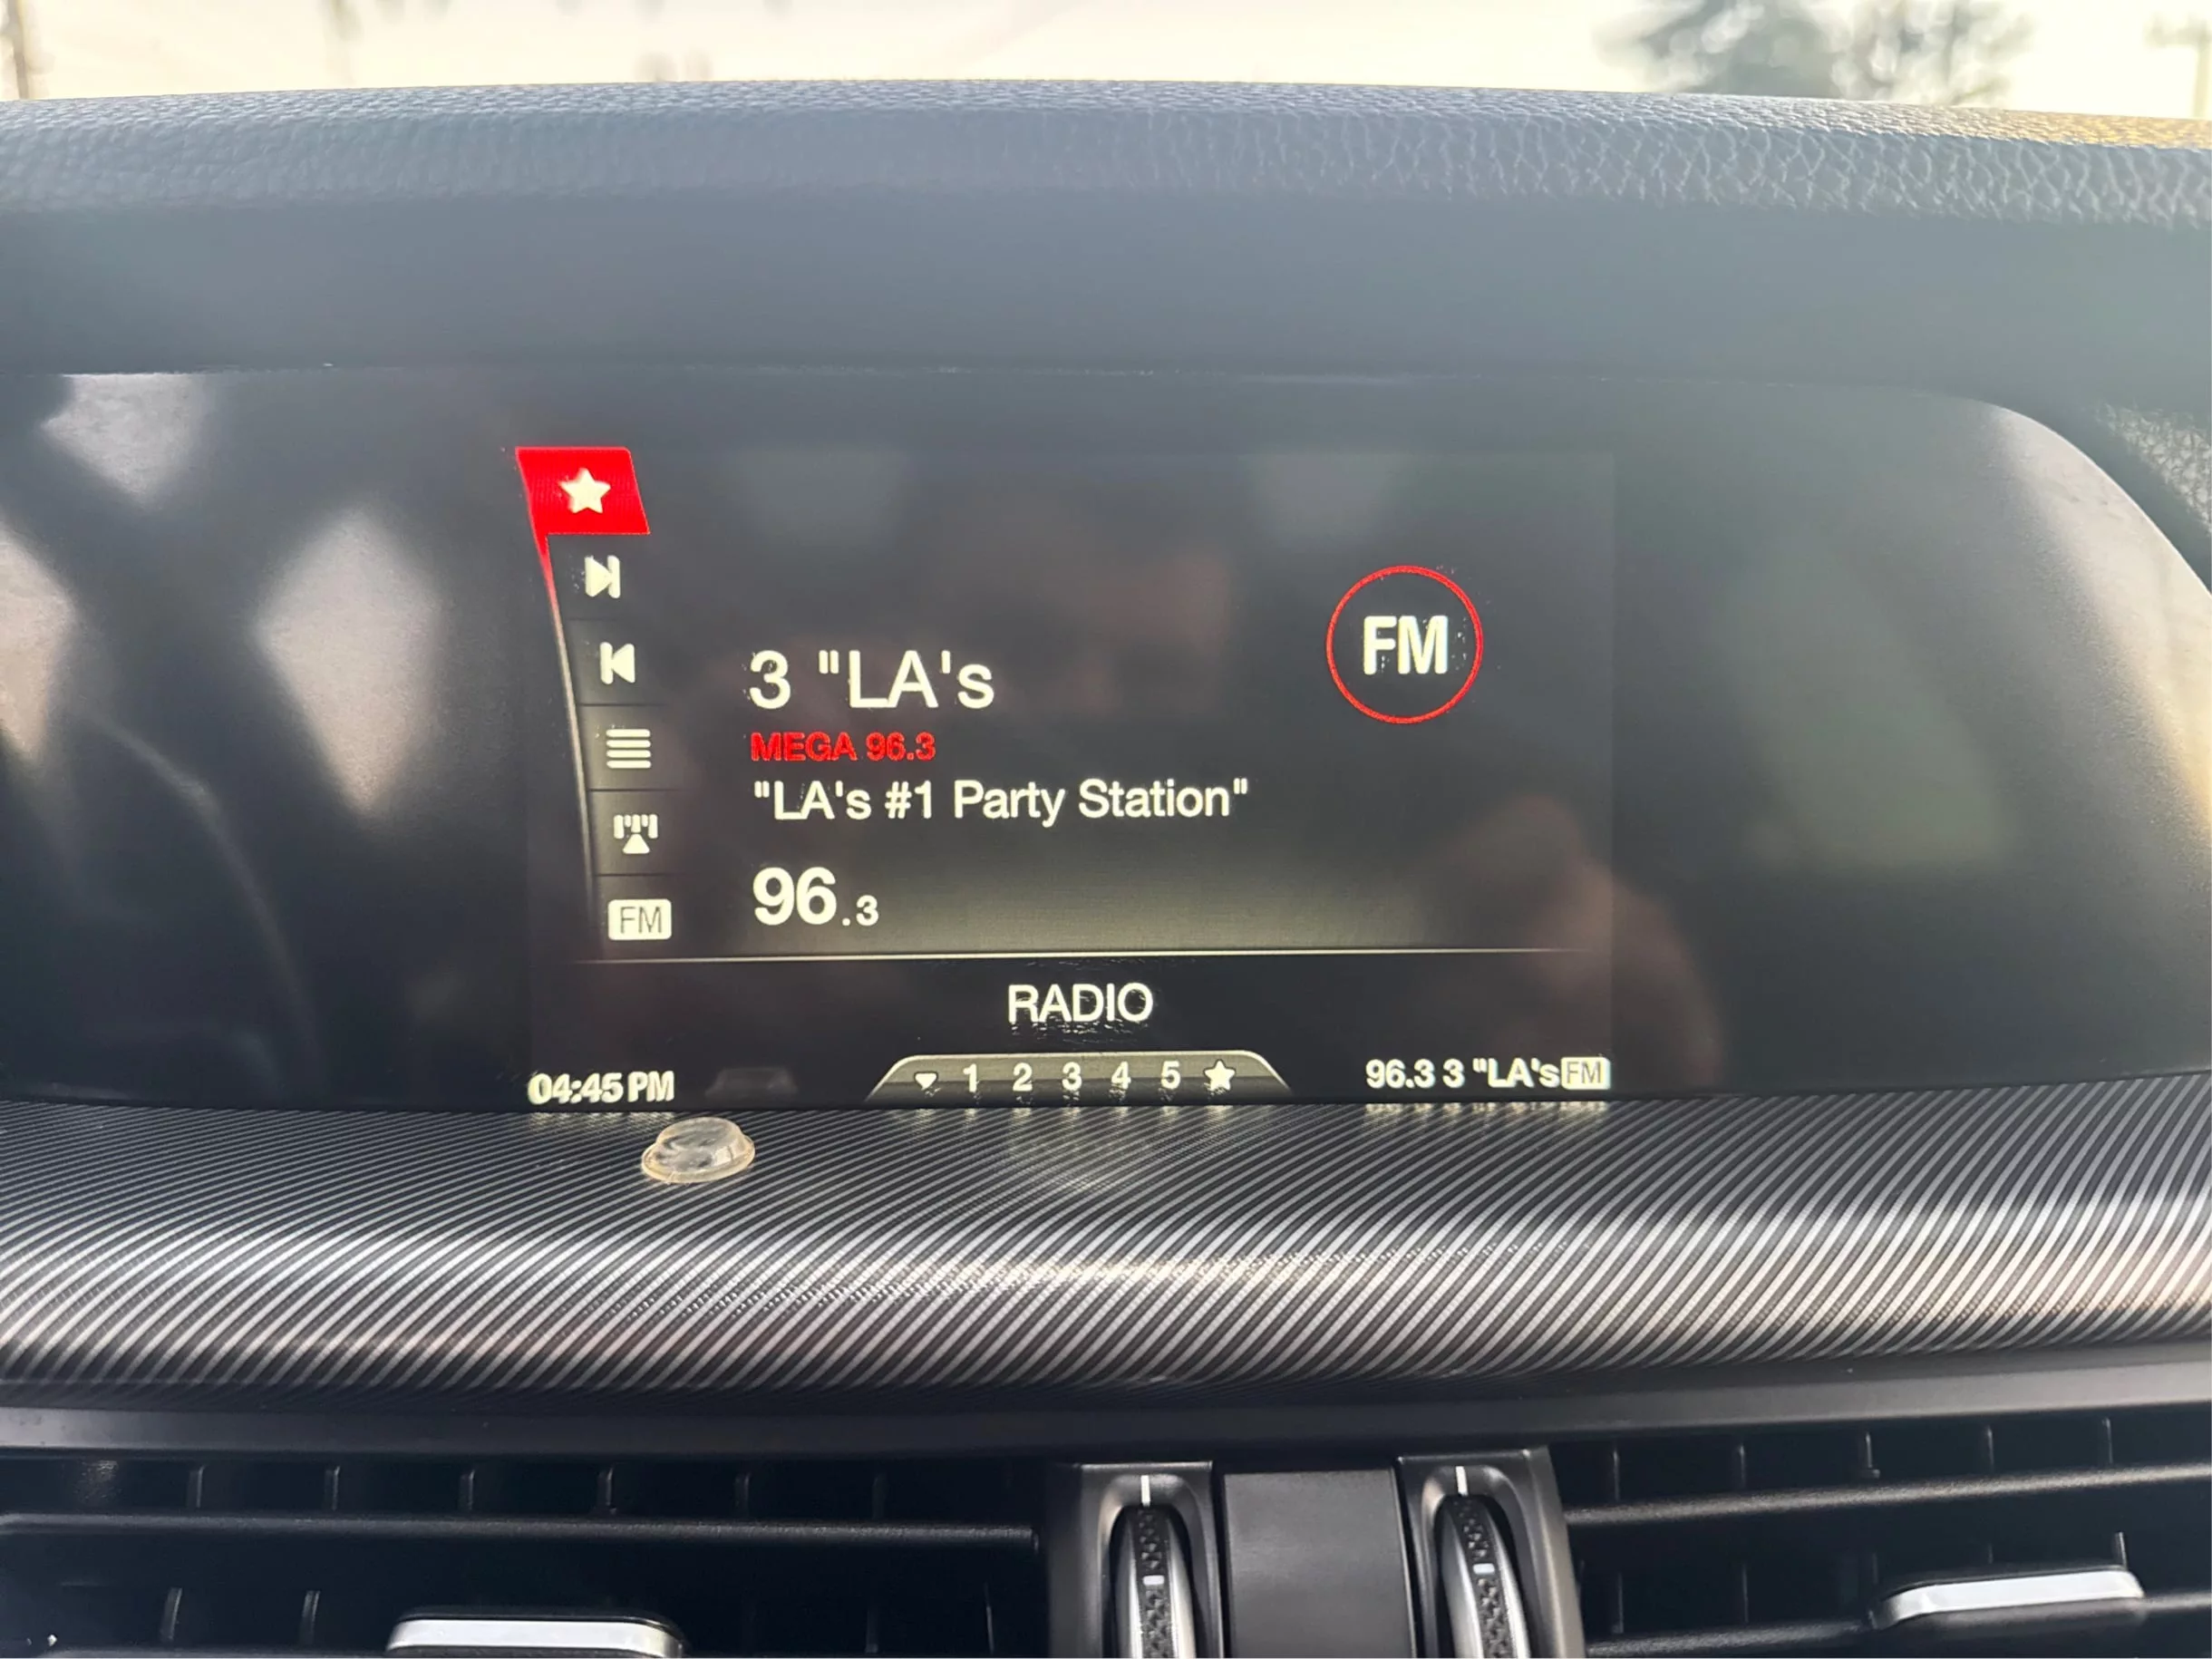 3 "LA's
FM
MEGA 96.3
"LA's #1 Party Station"
96.3
FM
RADIO
04:45 PM
1 2 3 4 5
96.3 3 "LA's FM